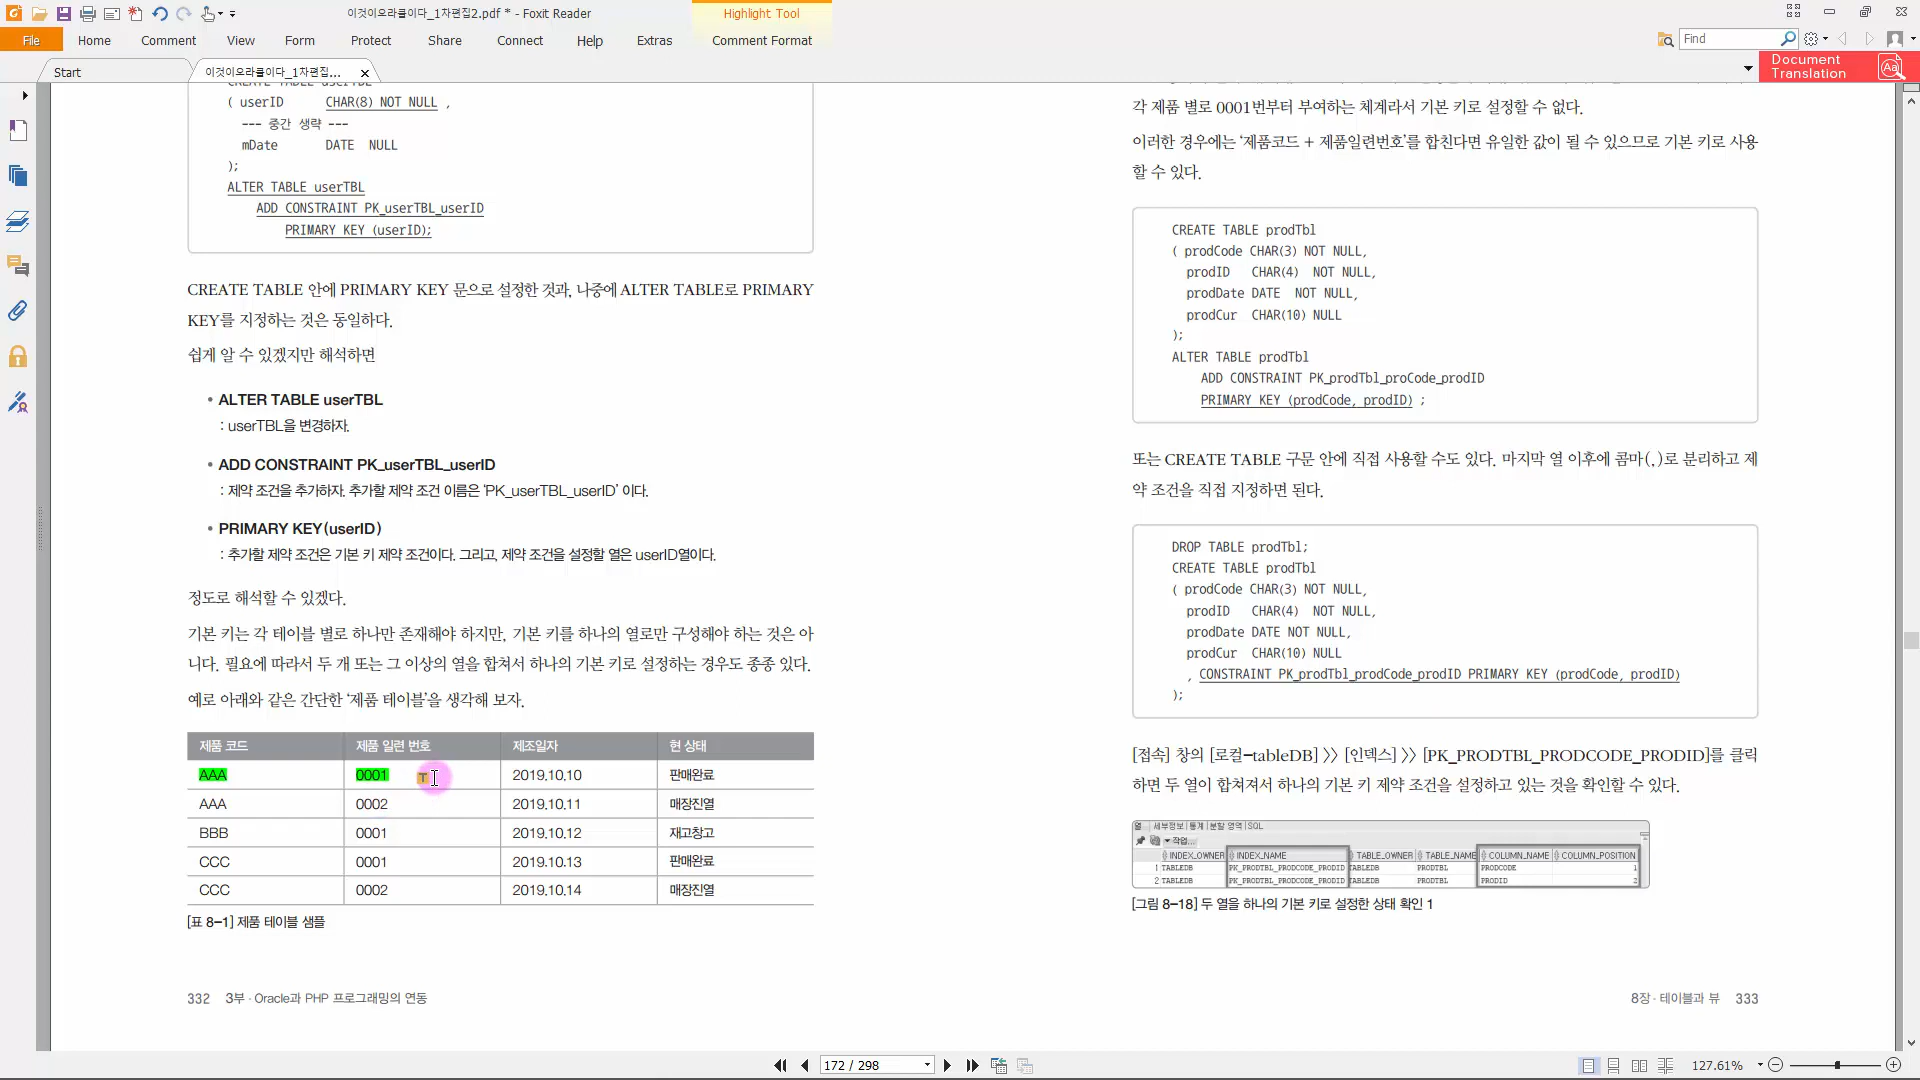 이것이오라클이다_1차편집2.pdf * - Foxit Reader
Highlight Tool
File Home Comment View Form Protect Share Connect Help Extras Comment Format
Find
Start 이것이오라클이다_1차편집...
Document
Translation
( userID CHAR(8) NOT NULL ,
--- 중간 생략 ---
mDate DATE NULL
);
ALTER TABLE userTBL
ADD CONSTRAINT PK_userTBL_userID
PRIMARY KEY (userID);
CREATE TABLE 안에 PRIMARY KEY 문으로 설정한 것과, 나중에 ALTER TABLE로 PRIMARY
KEY를 지정하는 것은 동일하다.
쉽게 알 수 있겠지만 해석하면
• ALTER TABLE userTBL
: userTBL을 변경하자.
• ADD CONSTRAINT PK_userTBL_userID
: 제약 조건을 추가하자. 추가할 제약 조건 이름은 'PK_userTBL_userID' 이다.
• PRIMARY KEY(userID)
: 추가할 제약 조건은 기본 키 제약 조건이다. 그리고, 제약 조건을 설정할 열은 userID열이다.
정도로 해석할 수 있겠다.
기본 키는 각 테이블 별로 하나만 존재해야 하지만, 기본 키를 하나의 열로만 구성해야 하는 것은 아
니다. 필요에 따라서 두 개 또는 그 이상의 열을 합쳐서 하나의 기본 키로 설정하는 경우도 종종 있다.
예로 아래와 같은 간단한 '제품 테이블'을 생각해 보자.
제품 코드 제품 일련 번호 제조일자 현 상태
AAA 0001 2019.10.10 판매완료
AAA 0002 2019.10.11 매장진열
BBB 0001 2019.10.12 재고창고
CCC 0001 2019.10.13 판매완료
CCC 0002 2019.10.14 매장진열
[표 8-1] 제품 테이블 샘플
332 3부 · Oracle과 PHP 프로그래밍의 연동
각 제품 별로 0001번부터 부여하는 체계라서 기본 키로 설정할 수 없다.
이러한 경우에는 '제품코드 + 제품일련번호'를 합친다면 유일한 값이 될 수 있으므로 기본 키로 사용
할 수 있다.
CREATE TABLE prodTbl
( prodCode CHAR(3) NOT NULL,
prodID CHAR(4) NOT NULL,
prodDate DATE NOT NULL,
prodCur CHAR(10) NULL
);
ALTER TABLE prodTbl
ADD CONSTRAINT PK_prodTbl_proCode_prodID
PRIMARY KEY (prodCode, prodID) ;
또는 CREATE TABLE 구문 안에 직접 사용할 수도 있다. 마지막 열 이후에 콤마(,)로 분리하고 제
약 조건을 직접 지정하면 된다.
DROP TABLE prodTbl;
CREATE TABLE prodTbl
( prodCode CHAR(3) NOT NULL,
prodID CHAR(4) NOT NULL,
prodDate DATE NOT NULL,
prodCur CHAR(10) NULL
, CONSTRAINT PK_prodTbl_prodCode_prodID PRIMARY KEY (prodCode, prodID)
);
[접속] 창의 [로컬-tableDB] >> [인덱스] >> [PK_PRODTBL_PRODCODE_PRODID]를 클릭
하면 두 열이 합쳐져서 하나의 기본 키 제약 조건을 설정하고 있는 것을 확인할 수 있다.
열 세부정보 통계 분할 영역 SQL
작업...
INDEX_OWNER INDEX_NAME TABLE_OWNER TABLE_NAME COLUMN_NAME COLUMN_POSITION
1 TABLEDB PK_PRODTBL_PRODCODE_PRODID TABLEDB PRODTBL PRODCODE 1
2 TABLEDB PK_PRODTBL_PRODCODE_PRODID TABLEDB PRODTBL PRODID 2
[그림 8-18] 두 열을 하나의 기본 키로 설정한 상태 확인 1
8장 · 테이블과 뷰 333
172 / 298
127.61%